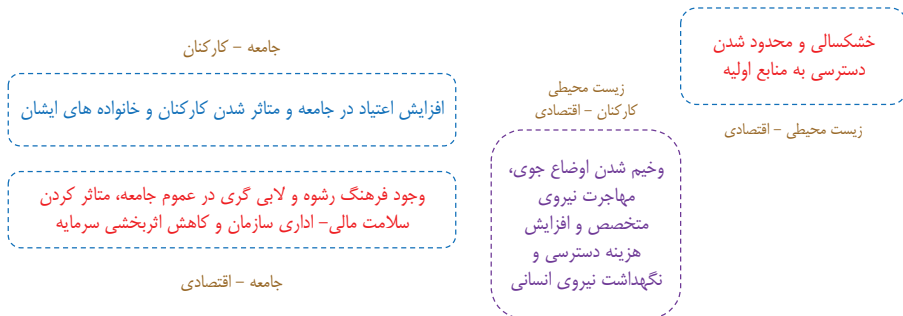 خشکسالی و محدود شدن
دسترسی به منابع اولیه
زیست محیطی – اقتصادی
زیست محیطی
کارکنان – اقتصادی
وخیم شدن اوضاع جوی،
مهاجرت نیروی
متخصص و افزایش
هزینه دسترسی و
نگهداشت نیروی انسانی
جامعه – کارکنان
افزایش اعتیاد در جامعه و متاثر شدن کارکنان و خانواده های ایشان
وجود فرهنگ رشوه و لابی گری در عموم جامعه، متاثر کردن
سلامت مالی– اداری سازمان و کاهش اثربخشی سرمایه
جامعه – اقتصادی